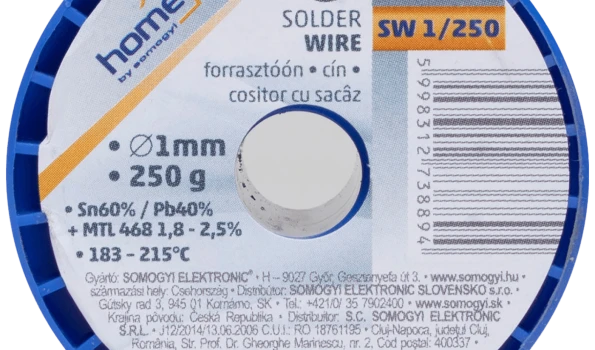 home
by somogyi
SOLDER
WIRE
SW 1/250
forrasztóón • cín •
cositor cu sacâz
5 998312 738894
• Ø1mm
• 250 g
• Sn60% / Pb40%
+ MTL 468 1,8 - 2,5%
• 183 - 215°C
Gyártó: SOMOGYI ELEKTRONIC® • H – 9027 Győr, Gesztenyefa út 3. • www.somogyi.hu •
származási hely: Csehország • Distribútor: SOMOGYI ELEKTRONIC SLOVENSKO s.r.o. •
Gútsky rad 3, 945 01 Komárno, SK • Tel.: +421/0/ 35 7902400 • www.somogyi.sk •
Krajina pôvodu: Česká Republika • Distribuitor: S.C. SOMOGYI ELEKTRONIC
S.R.L. • J12/2014/13.06.2006 C.U.I.: RO 18761195 • Cluj-Napoca, județul Cluj,
România, Str. Prof. Dr. Gheorghe Marinescu, nr. 2, Cod poștal: 400337 •